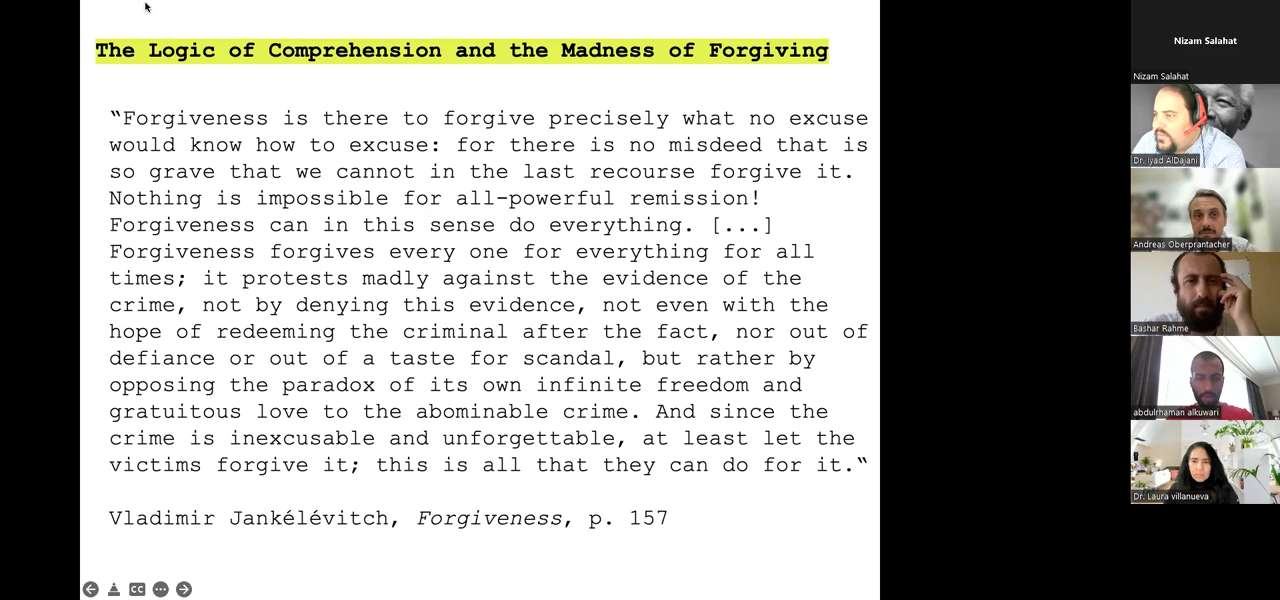 The Logic of Comprehension and the Madness of Forgiving
‟Forgiveness is there to forgive precisely what no excuse
would know how to excuse: for there is no misdeed that is
so grave that we cannot in the last recourse forgive it.
Nothing is impossible for all-powerful remission!
Forgiveness can in this sense do everything. [...]
Forgiveness forgives every one for everything for all
times; it protests madly against the evidence of the
crime, not by denying this evidence, not even with the
hope of redeeming the criminal after the fact, nor out of
defiance or out of a taste for scandal, but rather by
opposing the paradox of its own infinite freedom and
gratuitous love to the abominable crime. And since the
crime is inexcusable and unforgettable, at least let the
victims forgive it; this is all that they can do for it.‟
Vladimir Jankélévitch, Forgiveness, p. 157
CC
Nizam Salahat
Nizam Salahat
Dr. Iyad AlDajani
Andreas Oberprantacher
Bashar Rahme
abdulrhaman alkuwari
Dr. Laura villanueva